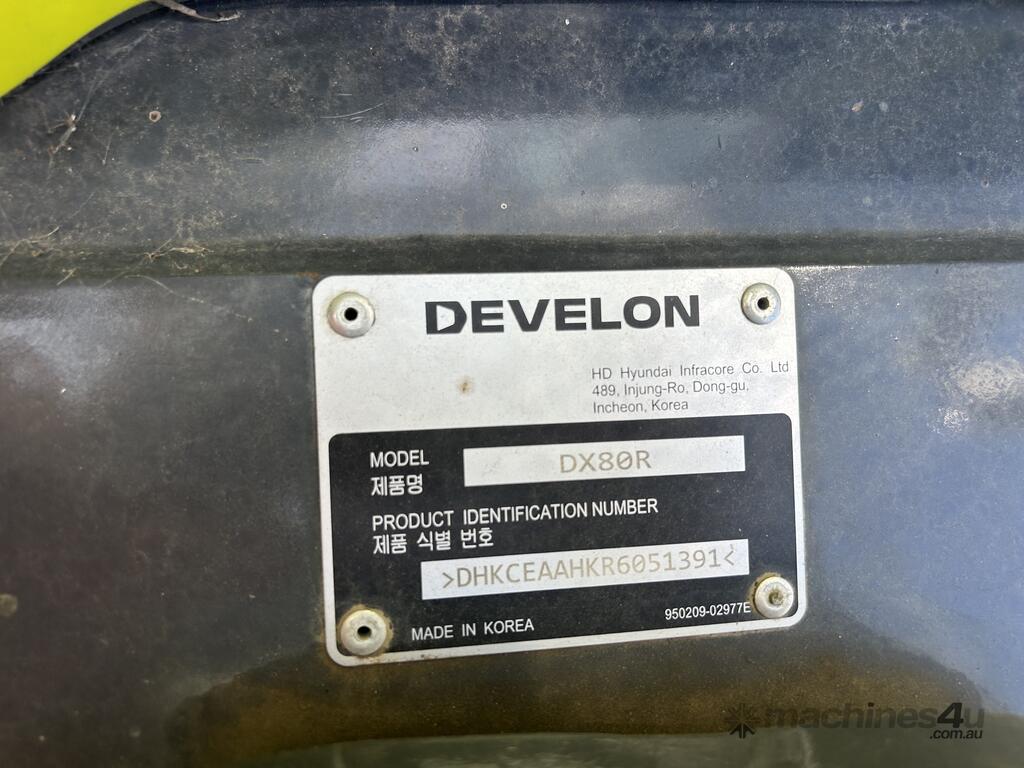 DEVELON
HD Hyundai Infracore Co. Ltd
489, Injung-Ro, Dong-gu,
Incheon, Korea
MODEL
DX80R
제품명
PRODUCT IDENTIFICATION NUMBER
제품 식별 번호
>DHKCEAAHKR6051391<
MADE IN KOREA
950209-02977E
machines4u
.com.au